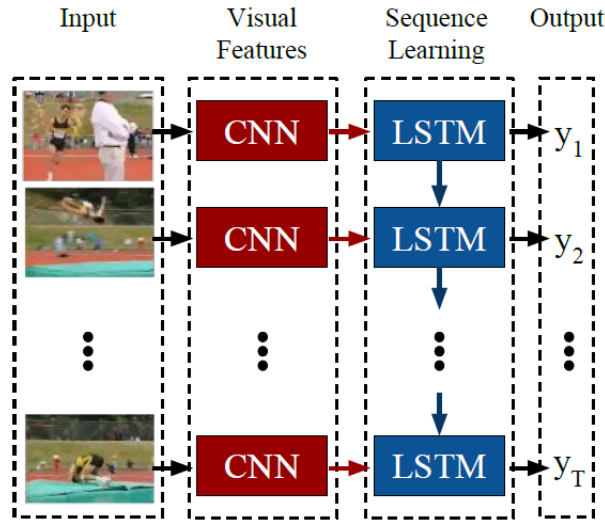 Input
Visual
Features
Sequence
Learning
Output
CNN
LSTM
y1
CNN
LSTM
y2
CNN
LSTM
yT